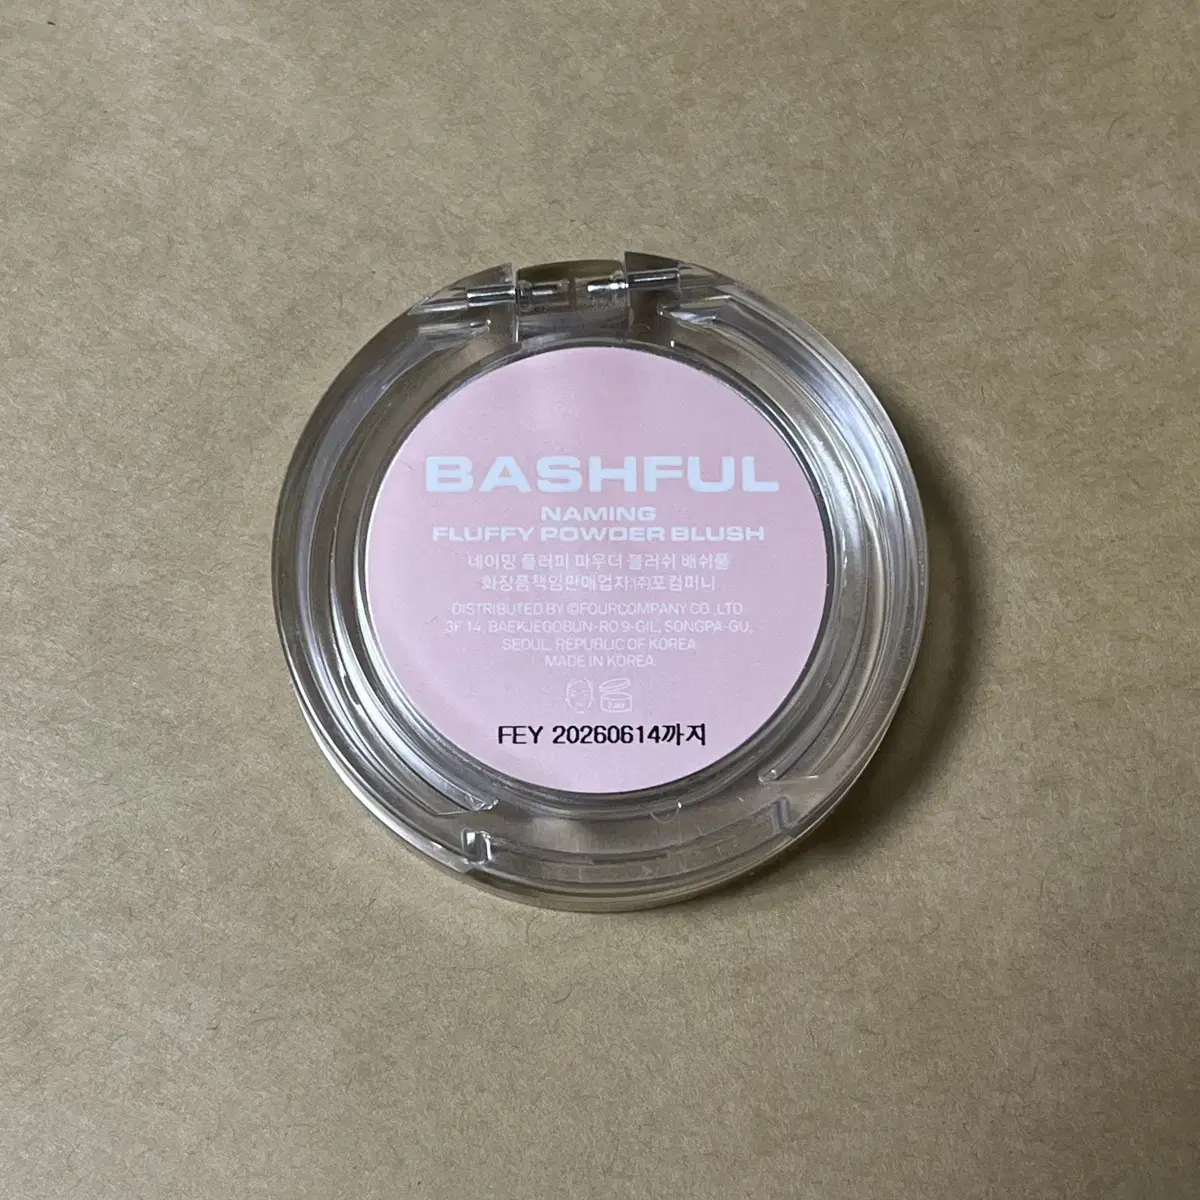 BASHFUL
NAMING
FLUFFY POWDER BLUSH
네이밍 플러피 파우더 블러쉬 배쉬풀
화장품책임판매업자:㈜포컴퍼니
DISTRIBUTED BY ©FOURCOMPANY CO.,LTD.
3F 14, BAEKJEGOBUN-RO 9-GIL, SONGPA-GU,
SEOUL, REPUBLIC OF KOREA
MADE IN KOREA
FEY 20260614까지